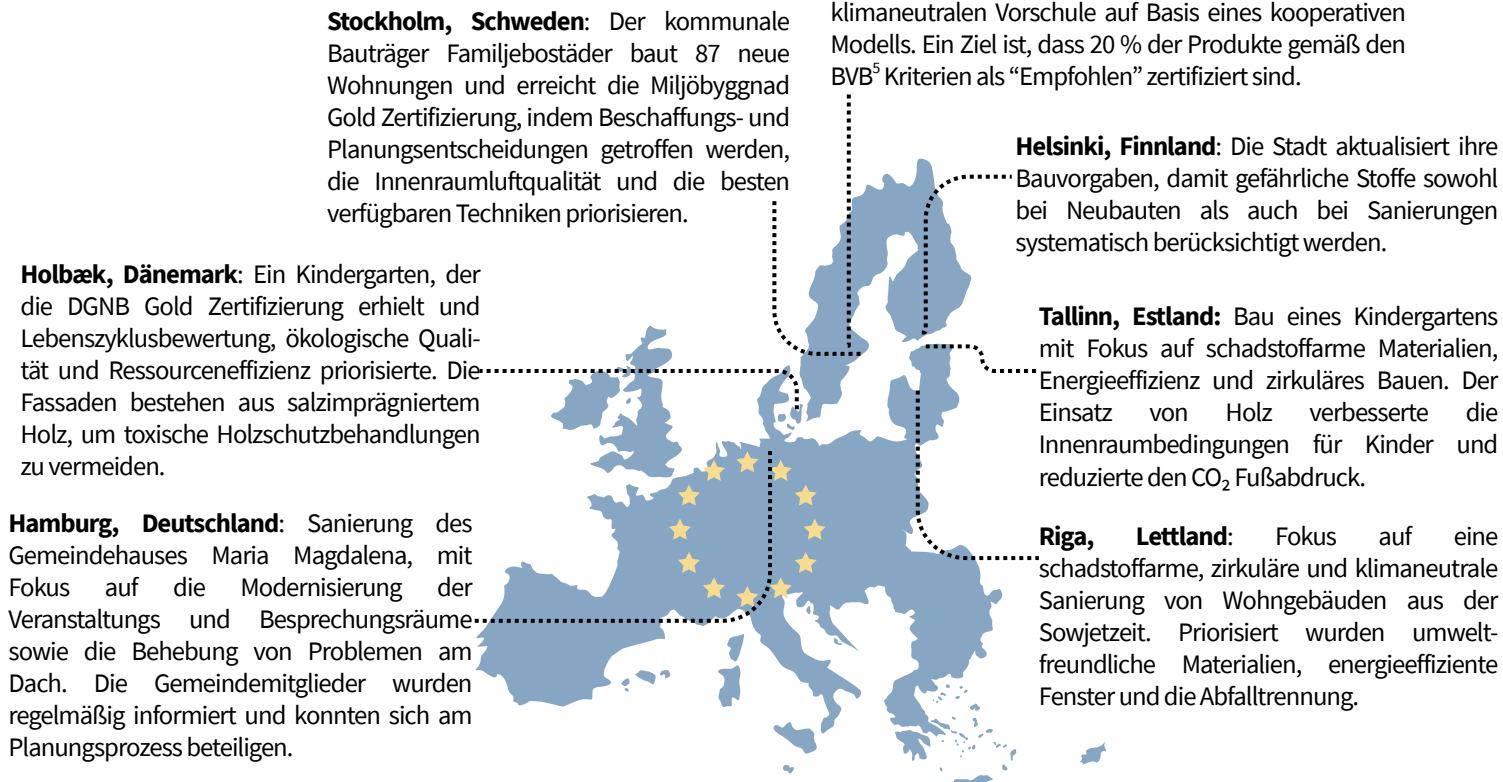 Stockholm, Schweden: Der kommunale
Bauträger Familjebostäder baut 87 neue
Wohnungen und erreicht die Miljöbyggnad
Gold Zertifizierung, indem Beschaffungs- und
Planungsentscheidungen getroffen werden,
die Innenraumluftqualität und die besten
verfügbaren Techniken priorisieren.
klimaneutralen Vorschule auf Basis eines kooperativen
Modells. Ein Ziel ist, dass 20 % der Produkte gemäß den
BVB⁵ Kriterien als “Empfohlen” zertifiziert sind.
Helsinki, Finnland: Die Stadt aktualisiert ihre
Bauvorgaben, damit gefährliche Stoffe sowohl
bei Neubauten als auch bei Sanierungen
systematisch berücksichtigt werden.
Holbæk, Dänemark: Ein Kindergarten, der
die DGNB Gold Zertifizierung erhielt und
Lebenszyklusbewertung, ökologische Quali-
tät und Ressourceneffizienz priorisierte. Die
Fassaden bestehen aus salzimprägniertem
Holz, um toxische Holzschutzbehandlungen
zu vermeiden.
Tallinn, Estland: Bau eines Kindergartens
mit Fokus auf schadstoffarme Materialien,
Energieeffizienz und zirkuläres Bauen. Der
Einsatz von Holz verbesserte die
Innenraumbedingungen für Kinder und
reduzierte den CO₂ Fußabdruck.
Hamburg, Deutschland: Sanierung des
Gemeindehauses Maria Magdalena, mit
Fokus auf die Modernisierung der
Veranstaltungs und Besprechungsräume
sowie die Behebung von Problemen am
Dach. Die Gemeindemitglieder wurden
regelmäßig informiert und konnten sich am
Planungsprozess beteiligen.
Riga, Lettland: Fokus auf eine
schadstoffarme, zirkuläre und klimaneutrale
Sanierung von Wohngebäuden aus der
Sowjetzeit. Priorisiert wurden umwelt-
freundliche Materialien, energieeffiziente
Fenster und die Abfalltrennung.